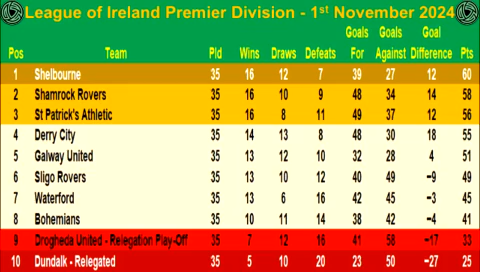 League of Ireland Premier Division - 1st November 2024
Pos Team Pld Wins Draws Defeats Goals For Goals Against Goal Difference Pts
1 Shelbourne 35 16 12 7 39 27 12 60
2 Shamrock Rovers 35 16 10 9 48 34 14 58
3 St Patrick's Athletic 35 16 8 11 49 37 12 56
4 Derry City 35 14 13 8 48 30 18 55
5 Galway United 35 13 12 10 32 28 4 51
6 Sligo Rovers 35 13 10 12 40 49 −9 49
7 Waterford 35 13 6 16 42 45 −3 45
8 Bohemians 35 10 11 14 38 42 −4 41
9 Drogheda United - Relegation Play-Off 35 7 12 16 41 58 −17 33
10 Dundalk - Relegated 35 5 10 20 23 50 −27 25